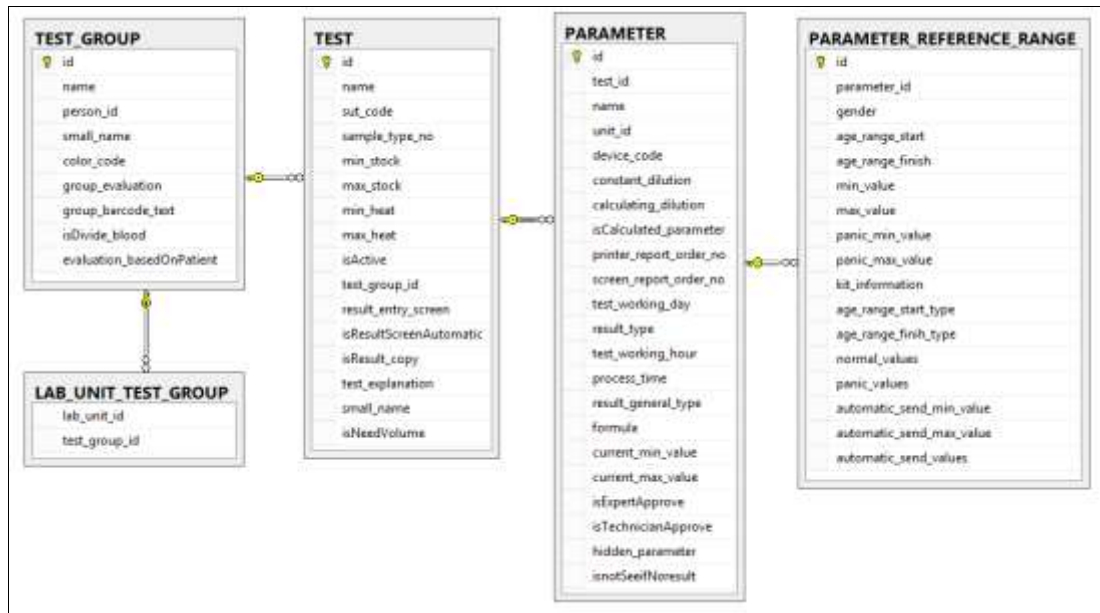 TEST_GROUP
id
name
person_id
small_name
color_code
group_evaluation
group_barcode_text
isDivide_blood
evaluation_basedOnPatient
LAB_UNIT_TEST_GROUP
lab_unit_id
test_group_id
TEST
id
name
sut_code
sample_type_no
min_stock
max_stock
min_heat
max_heat
isActive
test_group_id
result_entry_screen
isResultScreenAutomatic
isResult_copy
test_explanation
small_name
isNeedVolume
PARAMETER
id
test_id
name
unit_id
device_code
constant_dilution
calculating_dilution
isCalculated_parameter
printer_report_order_no
screen_report_order_no
test_working_day
result_type
test_working_hour
process_time
result_general_type
formule
current_min_value
current_max_value
isExpertApprove
isTechnicianApprove
hidden_parameter
isnotSeeifNoresult
PARAMETER_REFERENCE_RANGE
id
parameter_id
gender
age_range_start
age_range_finish
min_value
max_value
panic_min_value
panic_max_value
kit_information
age_range_start_type
age_range_finih_type
normal_values
panic_values
automatic_send_min_value
automatic_send_max_value
automatic_send_values